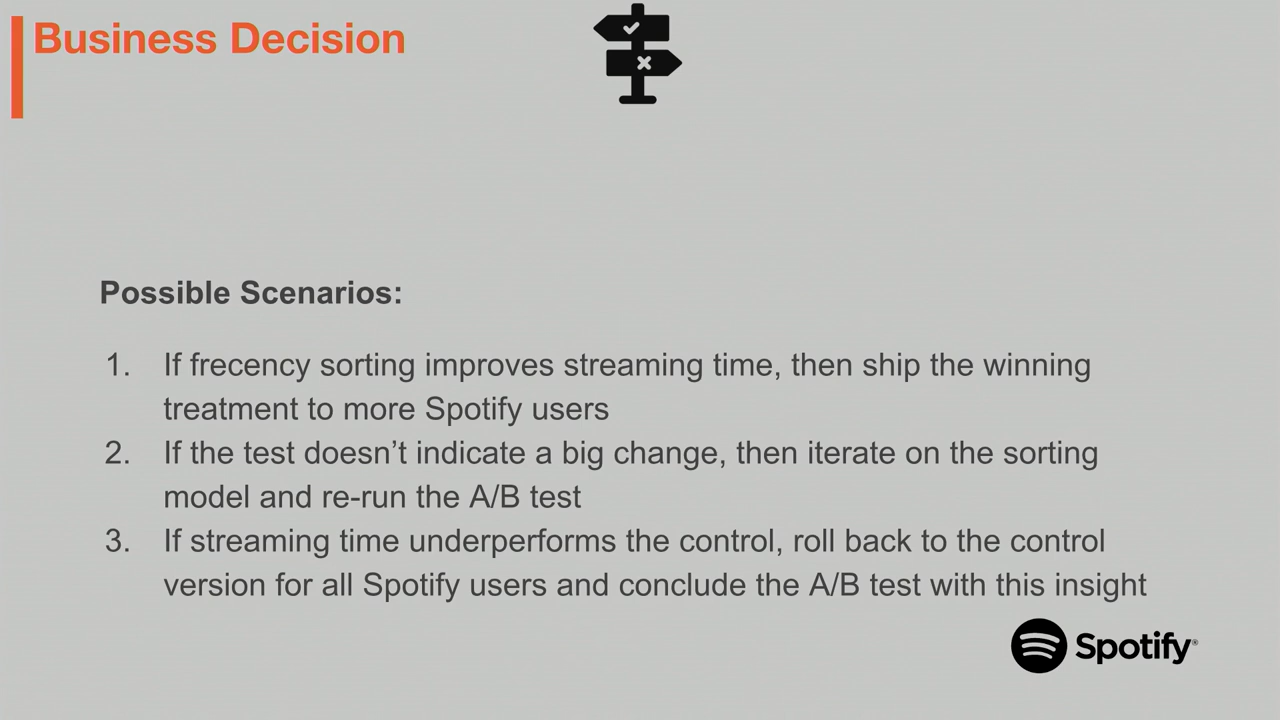 Business Decision
Possible Scenarios:
1. If frecency sorting improves streaming time, then ship the winning
treatment to more Spotify users
2. If the test doesn’t indicate a big change, then iterate on the sorting
model and re-run the A/B test
3. If streaming time underperforms the control, roll back to the control
version for all Spotify users and conclude the A/B test with this insight
Spotify®